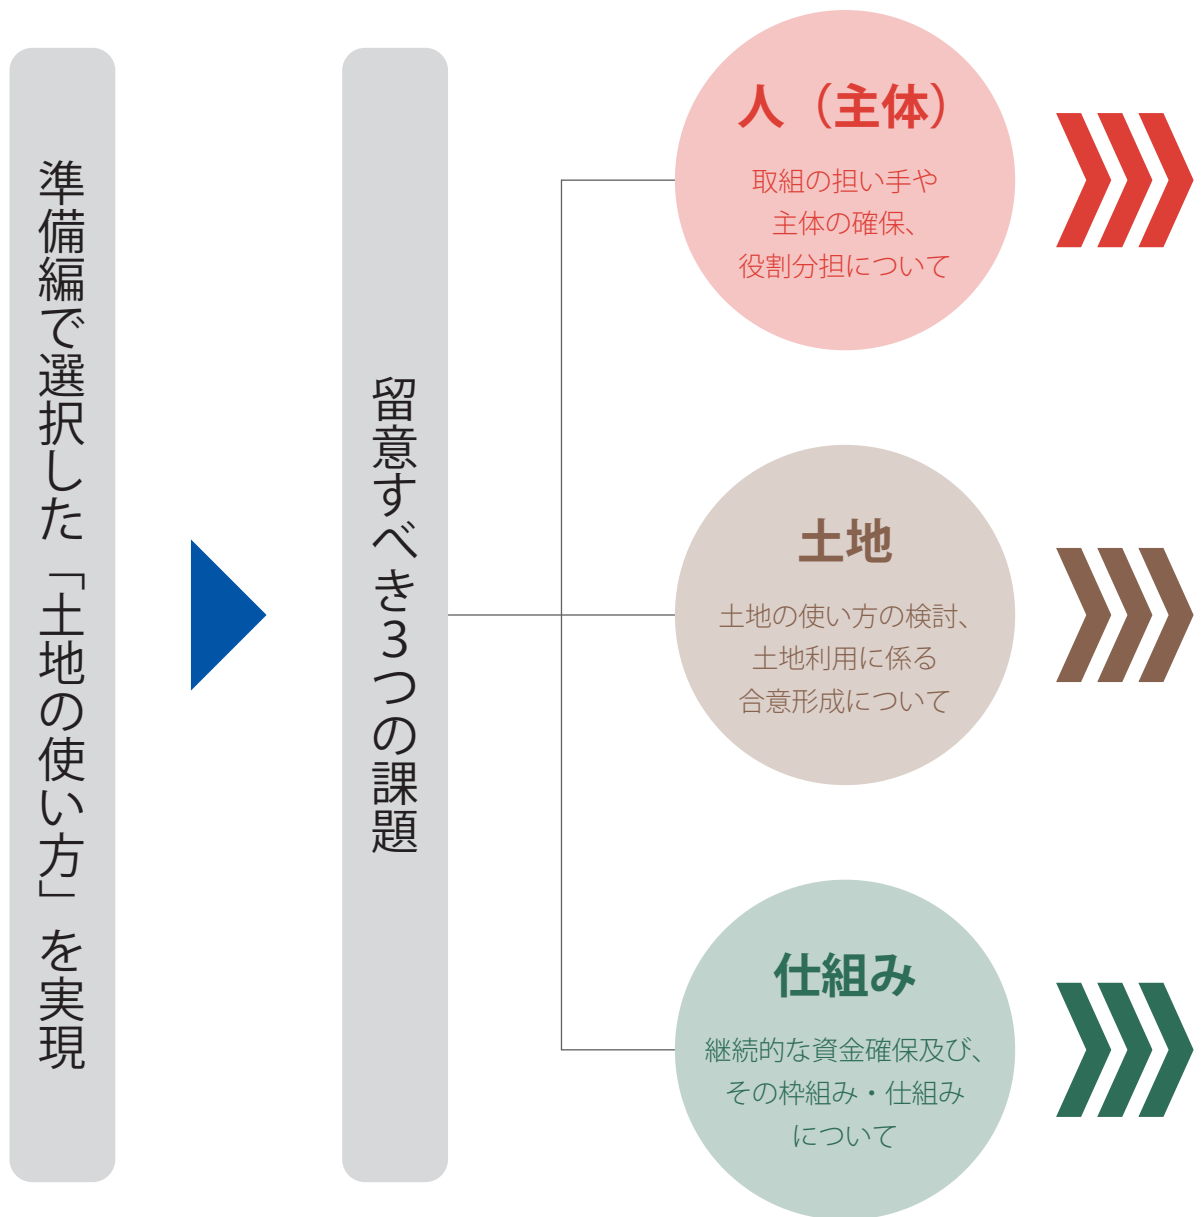 準備編で選択した「土地の使い方」を実現
留意すべき３つの課題
人（主体）
取組の担い手や
主体の確保、
役割分担について
土地
土地の使い方の検討、
土地利用に係る
合意形成について
仕組み
継続的な資金確保及び、
その枠組み・仕組み
について